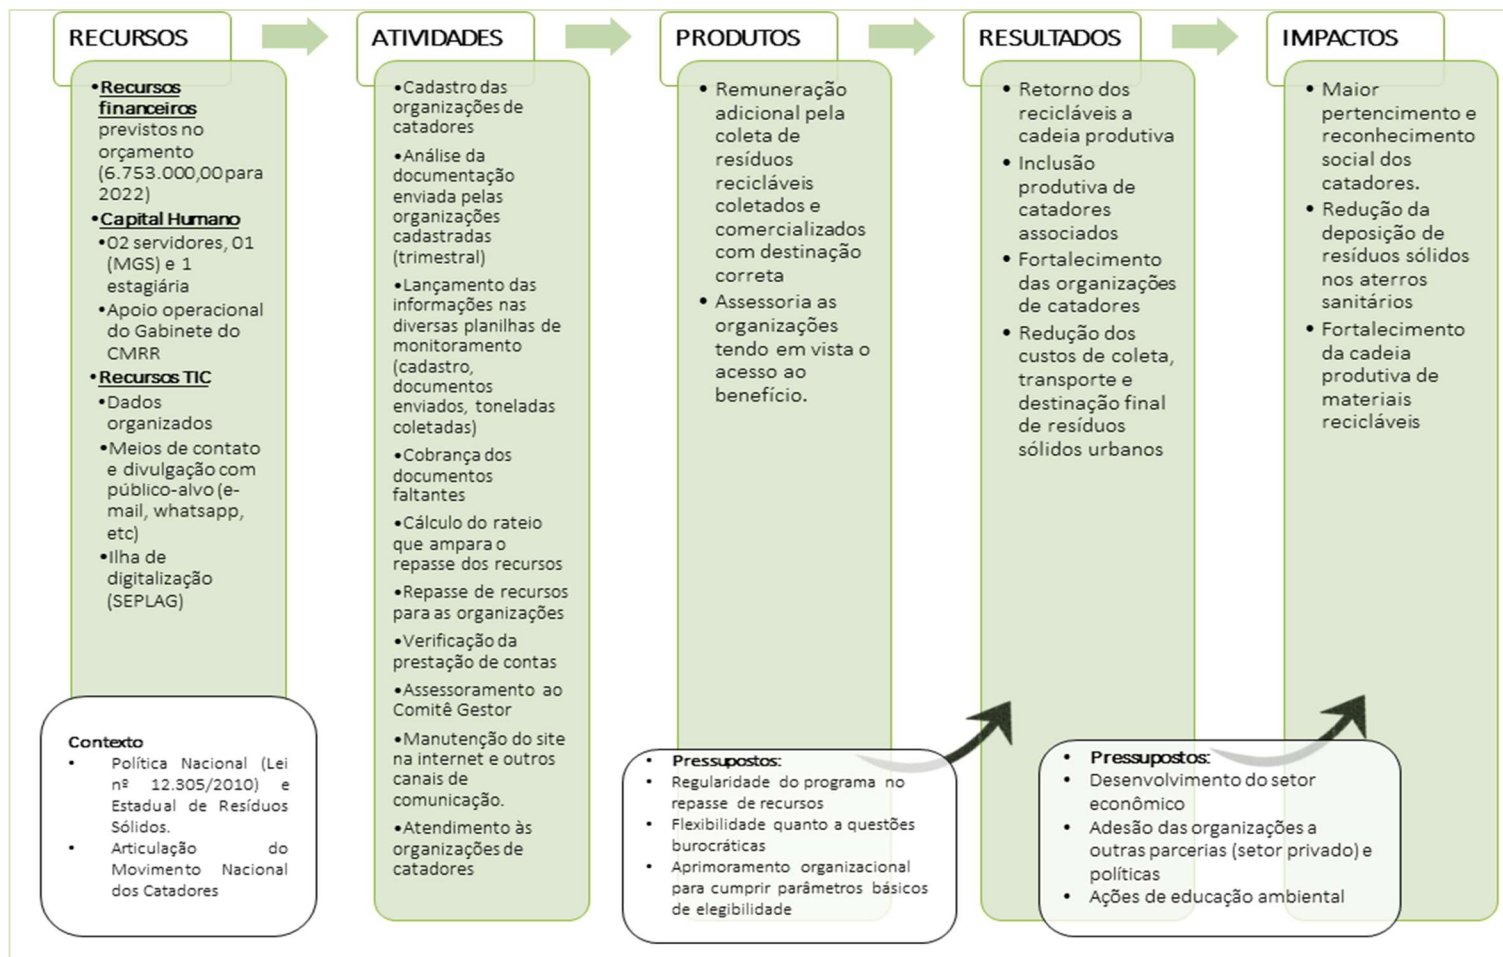 RECURSOS
•Recursos
financeiros
previstos no
orçamento
(6.753.000,00 para
2022)
•Capital Humano
•02 servidores, 01
(MGS) e 1
estagiária
•Apoio operacional
do Gabinete do
CMRR
•Recursos TIC
•Dados
organizados
•Meios de contato
e divulgação com
público-alvo (e-
mail, whatsapp,
etc)
•Ilha de
digitalização
(SEPLAG)
Contexto
• Política Nacional (Lei
nº 12.305/2010) e
Estadual de Resíduos
Sólidos.
• Articulação do
Movimento Nacional
dos Catadores
ATIVIDADES
•Cadastro das
organizações de
catadores
•Análise da
documentação
enviada pelas
organizações
cadastradas
(trimestral)
•Lançamento das
informações nas
diversas planilhas de
monitoramento
(cadastro,
documentos
enviados, toneladas
coletadas)
•Cobrança dos
documentos
faltantes
•Cálculo do rateio
que ampara o
repasse dos recursos
•Repasse de recursos
para as organizações
•Verificação da
prestação de contas
•Assessoramento ao
Comitê Gestor
•Manutenção do site
na internet e outros
canais de
comunicação.
•Atendimento às
organizações de
catadores
PRODUTOS
• Remuneração
adicional pela
coleta de
resíduos
recicláveis
coletados e
comercializados
com destinação
correta
• Assessoria as
organizações
tendo em vista o
acesso ao
benefício.
• Pressupostos:
• Regularidade do programa no
repasse de recursos
• Flexibilidade quanto a questões
burocráticas
• Aprimoramento organizacional
para cumprir parâmetros básicos
de elegibilidade
RESULTADOS
• Retorno dos
recicláveis a
cadeia produtiva
• Inclusão
produtiva de
catadores
associados
• Fortalecimento
das organizações
de catadores
• Redução dos
custos de coleta,
transporte e
destinação final
de resíduos
sólidos urbanos
IMPACTOS
• Maior
pertencimento e
reconhecimento
social dos
catadores.
• Redução da
deposição de
resíduos sólidos
nos aterros
sanitários
• Fortalecimento
da cadeia
produtiva de
materiais
recicláveis
• Pressupostos:
• Desenvolvimento do setor
econômico
• Adesão das organizações a
outras parcerias (setor privado) e
políticas
• Ações de educação ambiental